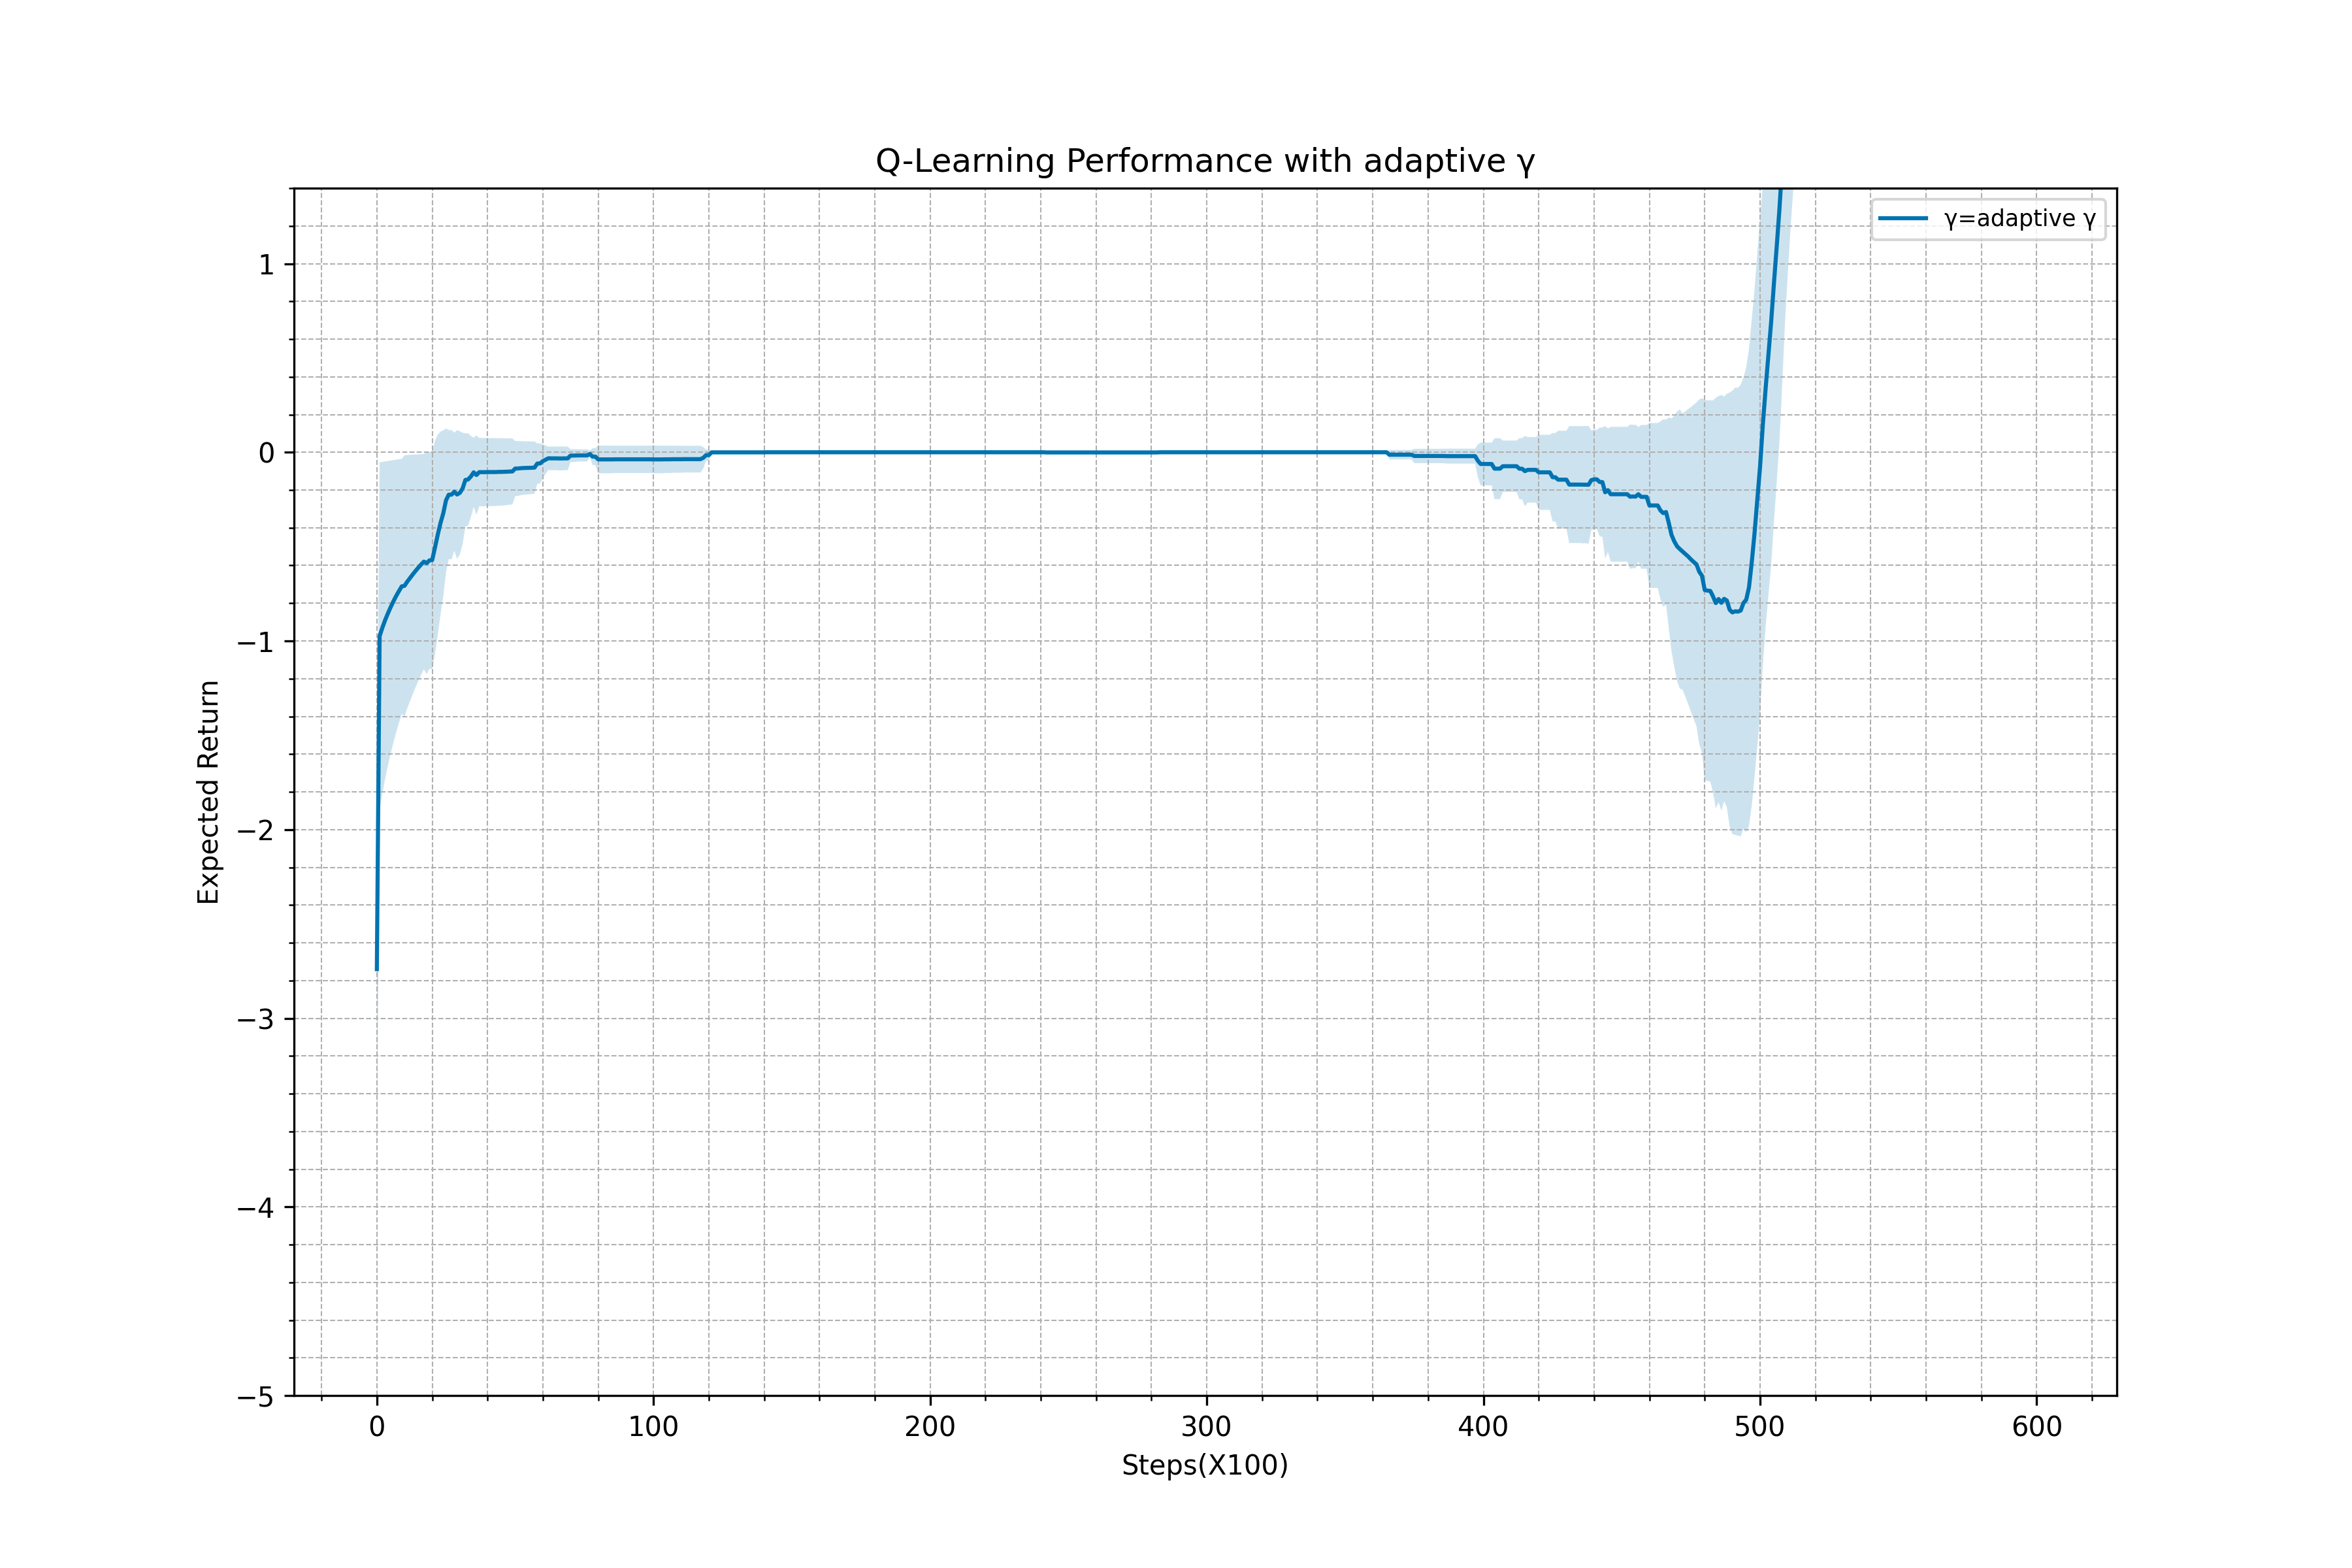 Q-Learning Performance with adaptive γ
γ=adaptive γ
Expected Return
1
0
−1
−2
−3
−4
−5
0 100 200 300 400 500 600
Steps(X100)